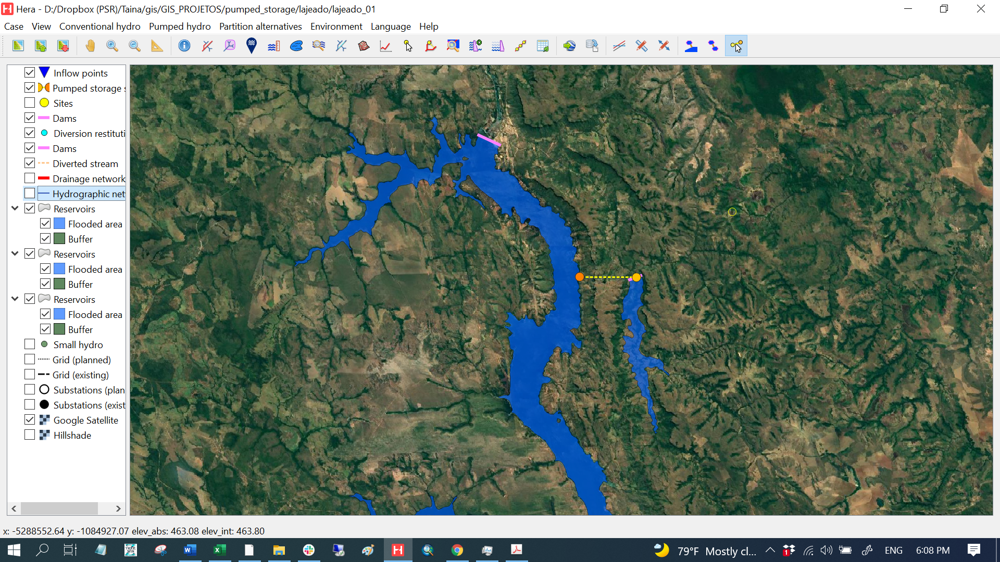 Hera - D:/Dropbox (PSR)/Taina/gis/GIS_PROJETOS/pumped_storage/lajeado/lajeado_01
Case View Conventional hydro Pumped hydro Partition alternatives Environment Language Help
Inflow points
Pumped storage s
Sites
Dams
Diversion restituti
Dams
Diverted stream
Drainage network
Hydrographic net
Reservoirs
Flooded area
Buffer
Reservoirs
Flooded area
Buffer
Reservoirs
Flooded area
Buffer
Small hydro
Grid (planned)
Grid (existing)
Substations (plan
Substations (exist
Google Satellite
Hillshade
x: -5288552.64 y: -1084927.07 elev_abs: 463.08 elev_int: 463.80
TREE WIN
79°F Mostly cl...
1
ENG
6:08 PM